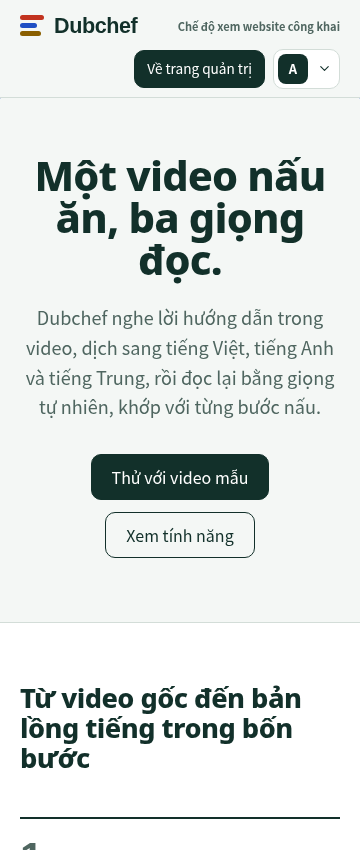 Dubchef
Chế độ xem website công khai
Về trang quản trị
A
Một video nấu
ăn, ba giọng
đọc.
Dubchef nghe lời hướng dẫn trong
video, dịch sang tiếng Việt, tiếng Anh
và tiếng Trung, rồi đọc lại bằng giọng
tự nhiên, khớp với từng bước nấu.
Thử với video mẫu
Xem tính năng
Từ video gốc đến bản
lồng tiếng trong bốn
bước